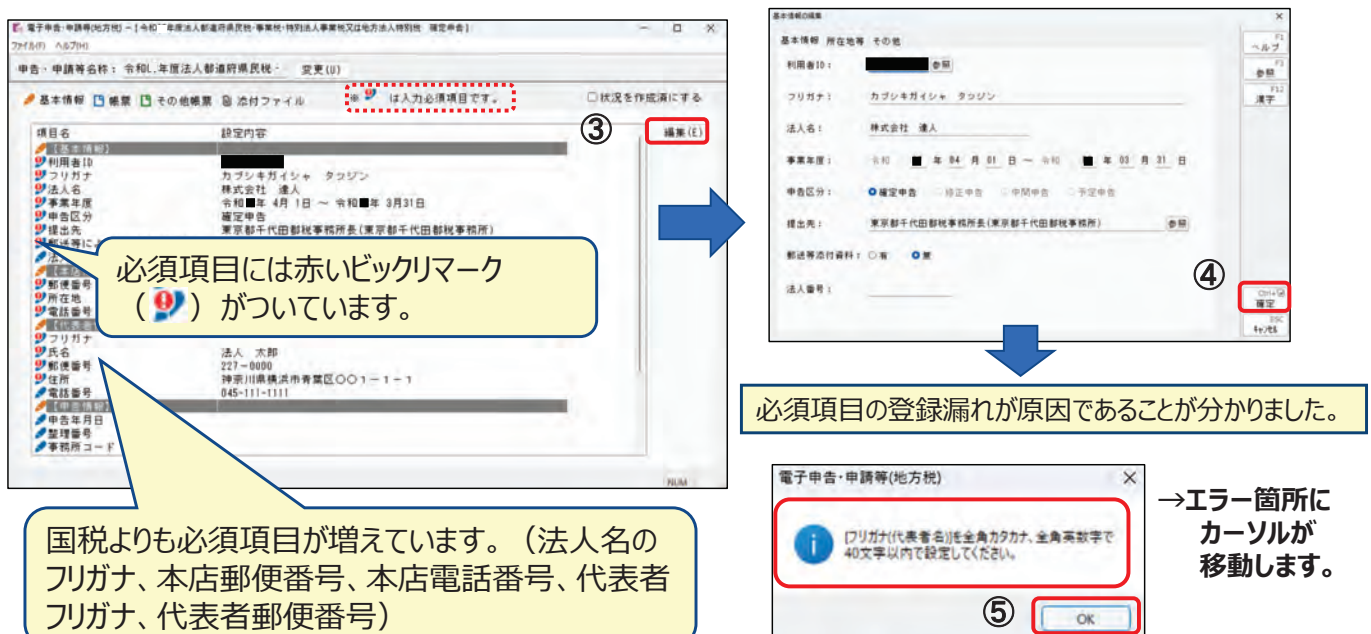 電子申告・申請等(地方税) - [令和 年度法人都道府県民税・事業税・特別法人事業税又は地方法人特別税 確定申告]
ファイル(F) ヘルプ(H)
申告・申請等名称: 令和 年度法人都道府県民税・ 変更(U)
基本情報 帳票 その他帳票 添付ファイル
※ は入力必須項目です。
□状況を作成済にする
③
編集(E)
項目名 設定内容
【基本情報】
利用者ID
フリガナ カブシキガイシャ タツジン
法人名 株式会社 達人
事業年度 令和 年 4月 1日 ～ 令和 年 3月31日
申告区分 確定申告
提出先 東京都千代田都税事務所長(東京都千代田都税事務所)
必須項目には赤いビックリマーク
( )がついています。
郵便番号
所在地
電話番号
フリガナ
氏名 法人 太郎
郵便番号 227-0000
住所 神奈川県横浜市青葉区〇〇1-1-1
電話番号 045-111-1111
【申告情報】
申告年月日
整理番号
事務所コード
NUM
国税よりも必須項目が増えています。(法人名の
フリガナ、本店郵便番号、本店電話番号、代表者
フリガナ、代表者郵便番号)
基本情報の編集
基本情報 所在地等 その他
利用者ID: 参照
フリガナ: カブシキガイシャ タツジン
法人名: 株式会社 達人
事業年度: 令和 年 04 月 01 日 ～ 令和 年 03 月 31 日
申告区分: 確定申告 修正申告 中間申告 予定申告
提出先: 東京都千代田都税事務所長(東京都千代田都税事務所) 参照
郵送等添付資料: 有 無
法人番号:
F1
ヘルプ
F3
参照
F12
漢字
④
確定
ESC
キャンセル
必須項目の登録漏れが原因であることが分かりました。
電子申告・申請等(地方税)
[フリガナ(代表者名)]を全角カタカナ、全角英数字で
40文字以内で設定してください。
⑤
OK
→エラー箇所に
カーソルが
移動します。